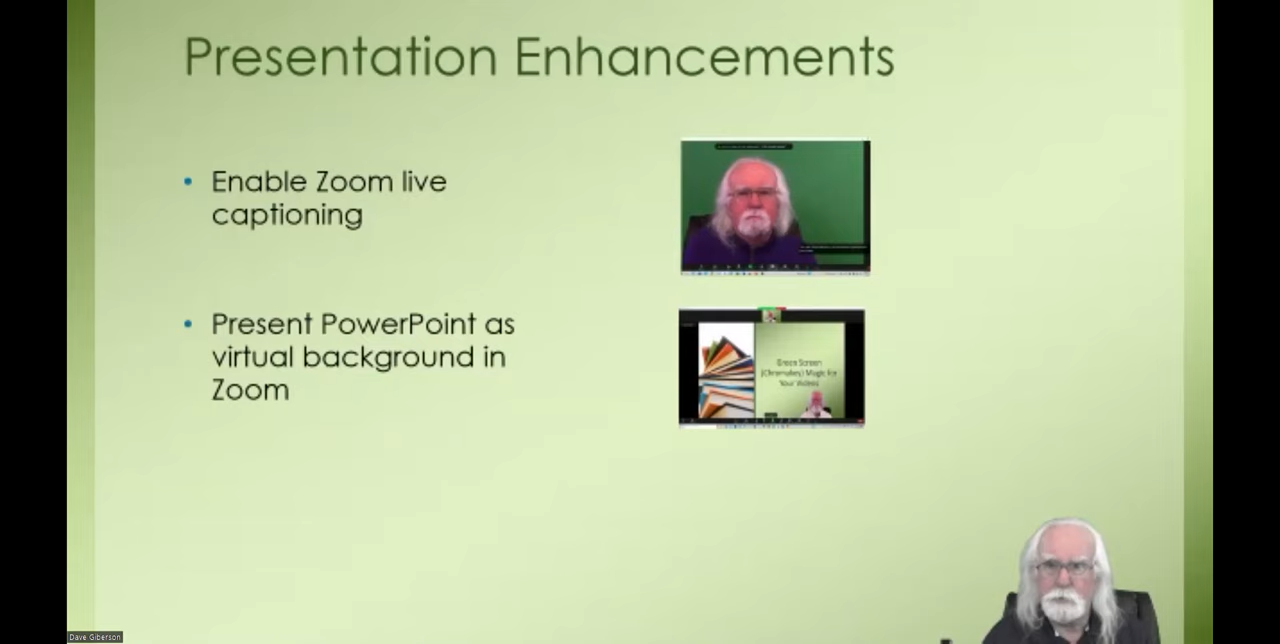 Presentation Enhancements
Enable Zoom live
captioning
Present PowerPoint as
virtual background in
Zoom
Green Screen
(Chromakey) Magic for
Your Videos
Dave Giberson